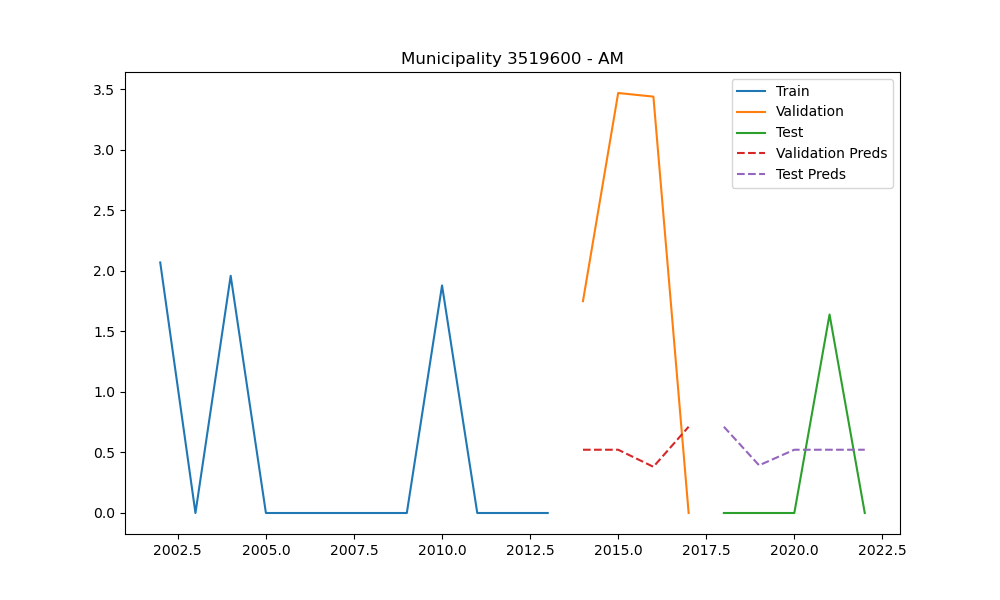 Municipality 3519600 - AM
3.5
3.0
2.5
2.0
1.5
1.0
0.5
0.0
Train
Validation
Test
Validation Preds
Test Preds
2002.5 2005.0 2007.5 2010.0 2012.5 2015.0 2017.5 2020.0 2022.5